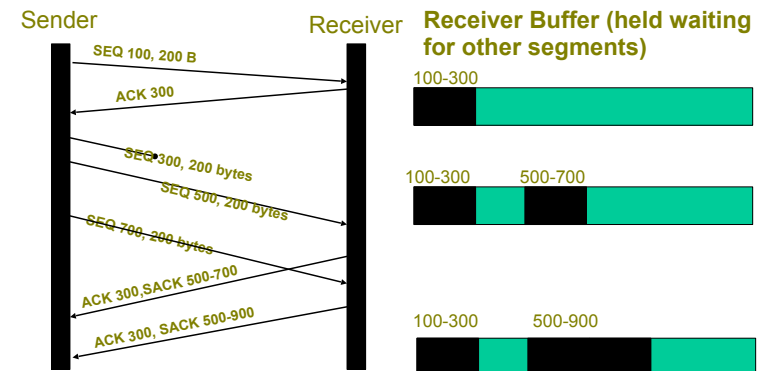 Sender
Receiver
Receiver Buffer (held waiting
for other segments)
SEQ 100, 200 B
ACK 300
SEQ 300, 200 bytes
SEQ 500, 200 bytes
SEQ 700, 200 bytes
ACK 300,SACK 500-700
ACK 300, SACK 500-900
100-300
100-300 500-700
100-300 500-900